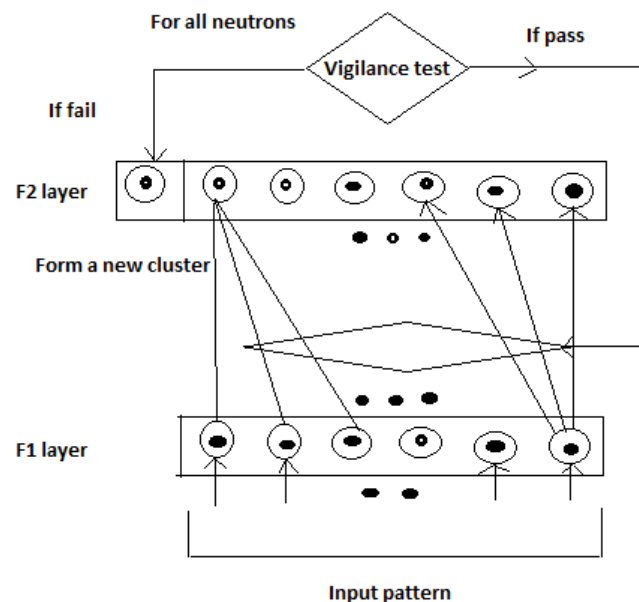 For all neutrons
If pass
Vigilance test
If fail
F2 layer
Form a new cluster
F1 layer
Input pattern